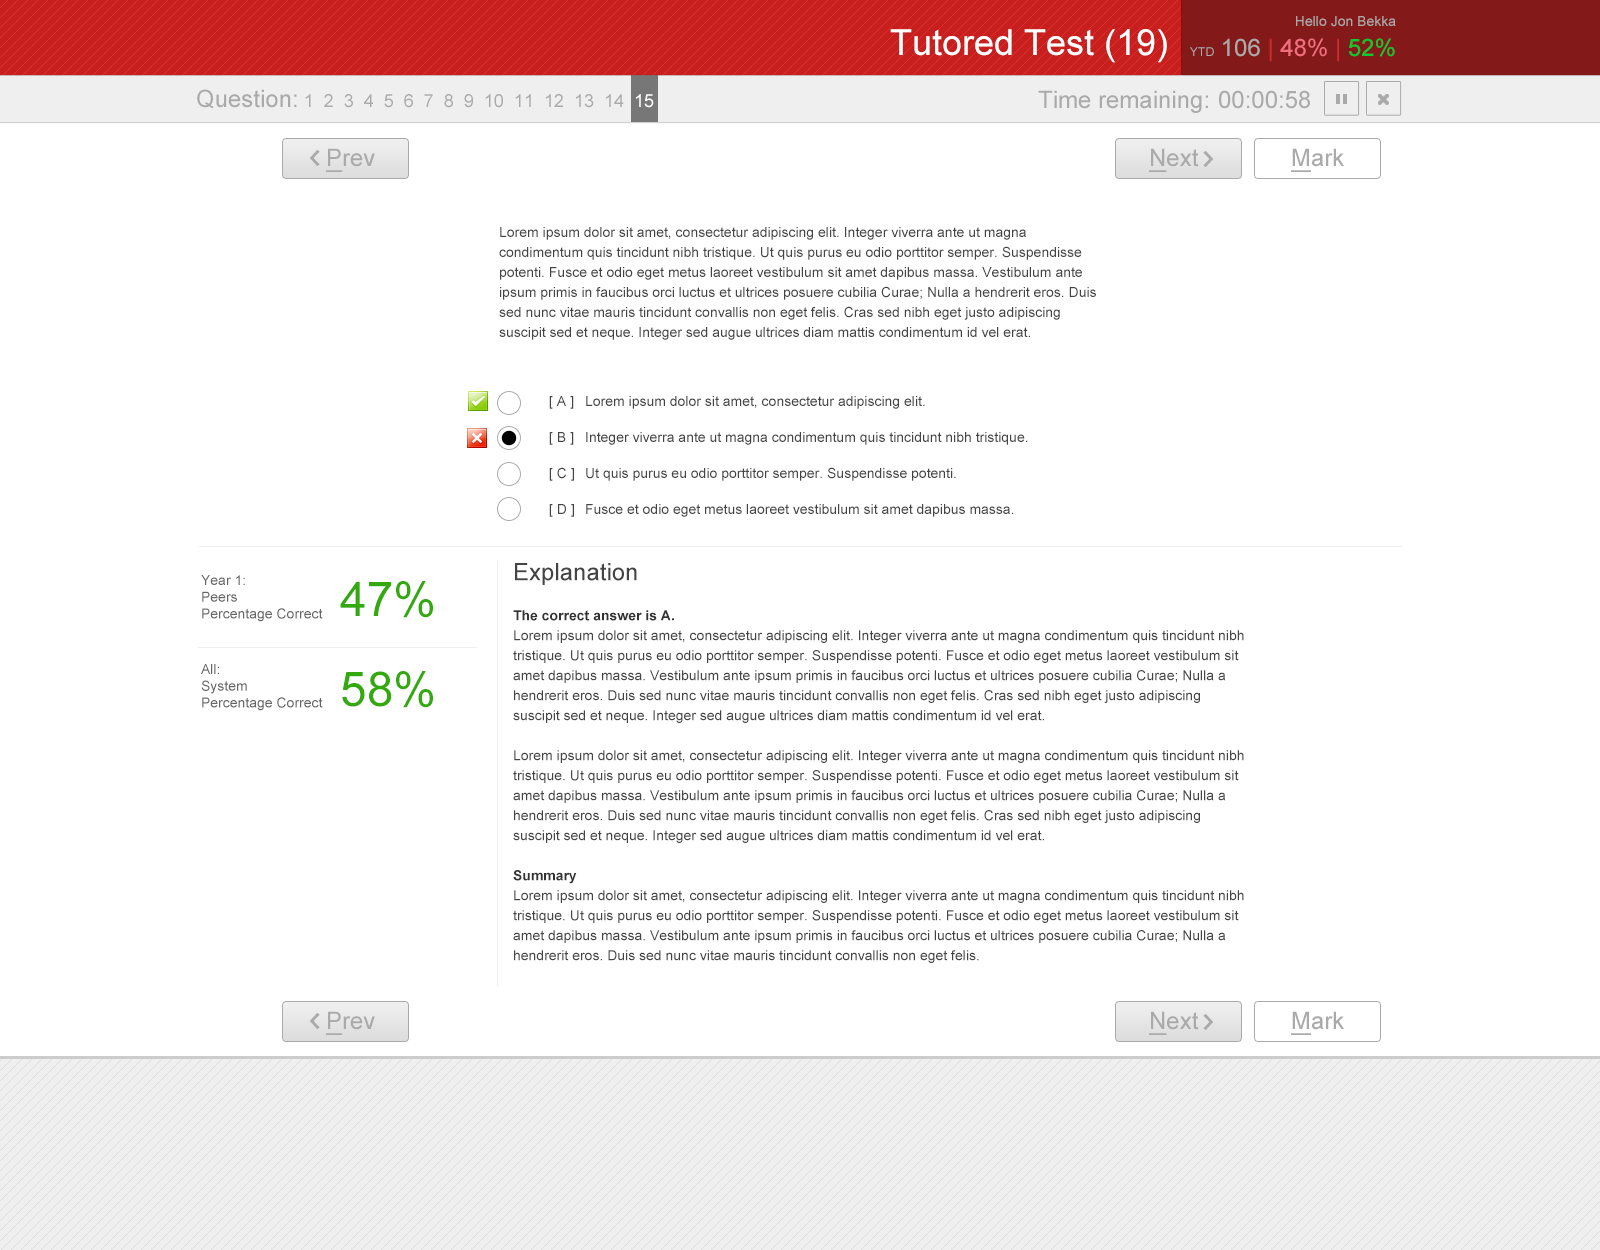 Tutored Test (19)
Hello Jon Bekka
YTD 106 | 48% | 52%
Question: 1 2 3 4 5 6 7 8 9 10 11 12 13 14 15
Time remaining: 00:00:58
Prev
Next
Mark
Lorem ipsum dolor sit amet, consectetur adipiscing elit. Integer viverra ante ut magna
condimentum quis tincidunt nibh tristique. Ut quis purus eu odio porttitor semper. Suspendisse
potenti. Fusce et odio eget metus laoreet vestibulum sit amet dapibus massa. Vestibulum ante
ipsum primis in faucibus orci luctus et ultrices posuere cubilia Curae; Nulla a hendrerit eros. Duis
sed nunc vitae mauris tincidunt convallis non eget felis. Cras sed nibh eget justo adipiscing
suscipit sed et neque. Integer sed augue ultrices diam mattis condimentum id vel erat.
[ A ] Lorem ipsum dolor sit amet, consectetur adipiscing elit.
[ B ] Integer viverra ante ut magna condimentum quis tincidunt nibh tristique.
[ C ] Ut quis purus eu odio porttitor semper. Suspendisse potenti.
[ D ] Fusce et odio eget metus laoreet vestibulum sit amet dapibus massa.
Year 1:
Peers
Percentage Correct
47%
All:
System
Percentage Correct
58%
Explanation
The correct answer is A.
Lorem ipsum dolor sit amet, consectetur adipiscing elit. Integer viverra ante ut magna condimentum quis tincidunt nibh
tristique. Ut quis purus eu odio porttitor semper. Suspendisse potenti. Fusce et odio eget metus laoreet vestibulum sit
amet dapibus massa. Vestibulum ante ipsum primis in faucibus orci luctus et ultrices posuere cubilia Curae; Nulla a
hendrerit eros. Duis sed nunc vitae mauris tincidunt convallis non eget felis. Cras sed nibh eget justo adipiscing
suscipit sed et neque. Integer sed augue ultrices diam mattis condimentum id vel erat.
Lorem ipsum dolor sit amet, consectetur adipiscing elit. Integer viverra ante ut magna condimentum quis tincidunt nibh
tristique. Ut quis purus eu odio porttitor semper. Suspendisse potenti. Fusce et odio eget metus laoreet vestibulum sit
amet dapibus massa. Vestibulum ante ipsum primis in faucibus orci luctus et ultrices posuere cubilia Curae; Nulla a
hendrerit eros. Duis sed nunc vitae mauris tincidunt convallis non eget felis. Cras sed nibh eget justo adipiscing
suscipit sed et neque. Integer sed augue ultrices diam mattis condimentum id vel erat.
Summary
Lorem ipsum dolor sit amet, consectetur adipiscing elit. Integer viverra ante ut magna condimentum quis tincidunt nibh
tristique. Ut quis purus eu odio porttitor semper. Suspendisse potenti. Fusce et odio eget metus laoreet vestibulum sit
amet dapibus massa. Vestibulum ante ipsum primis in faucibus orci luctus et ultrices posuere cubilia Curae; Nulla a
hendrerit eros. Duis sed nunc vitae mauris tincidunt convallis non eget felis.
Prev
Next
Mark